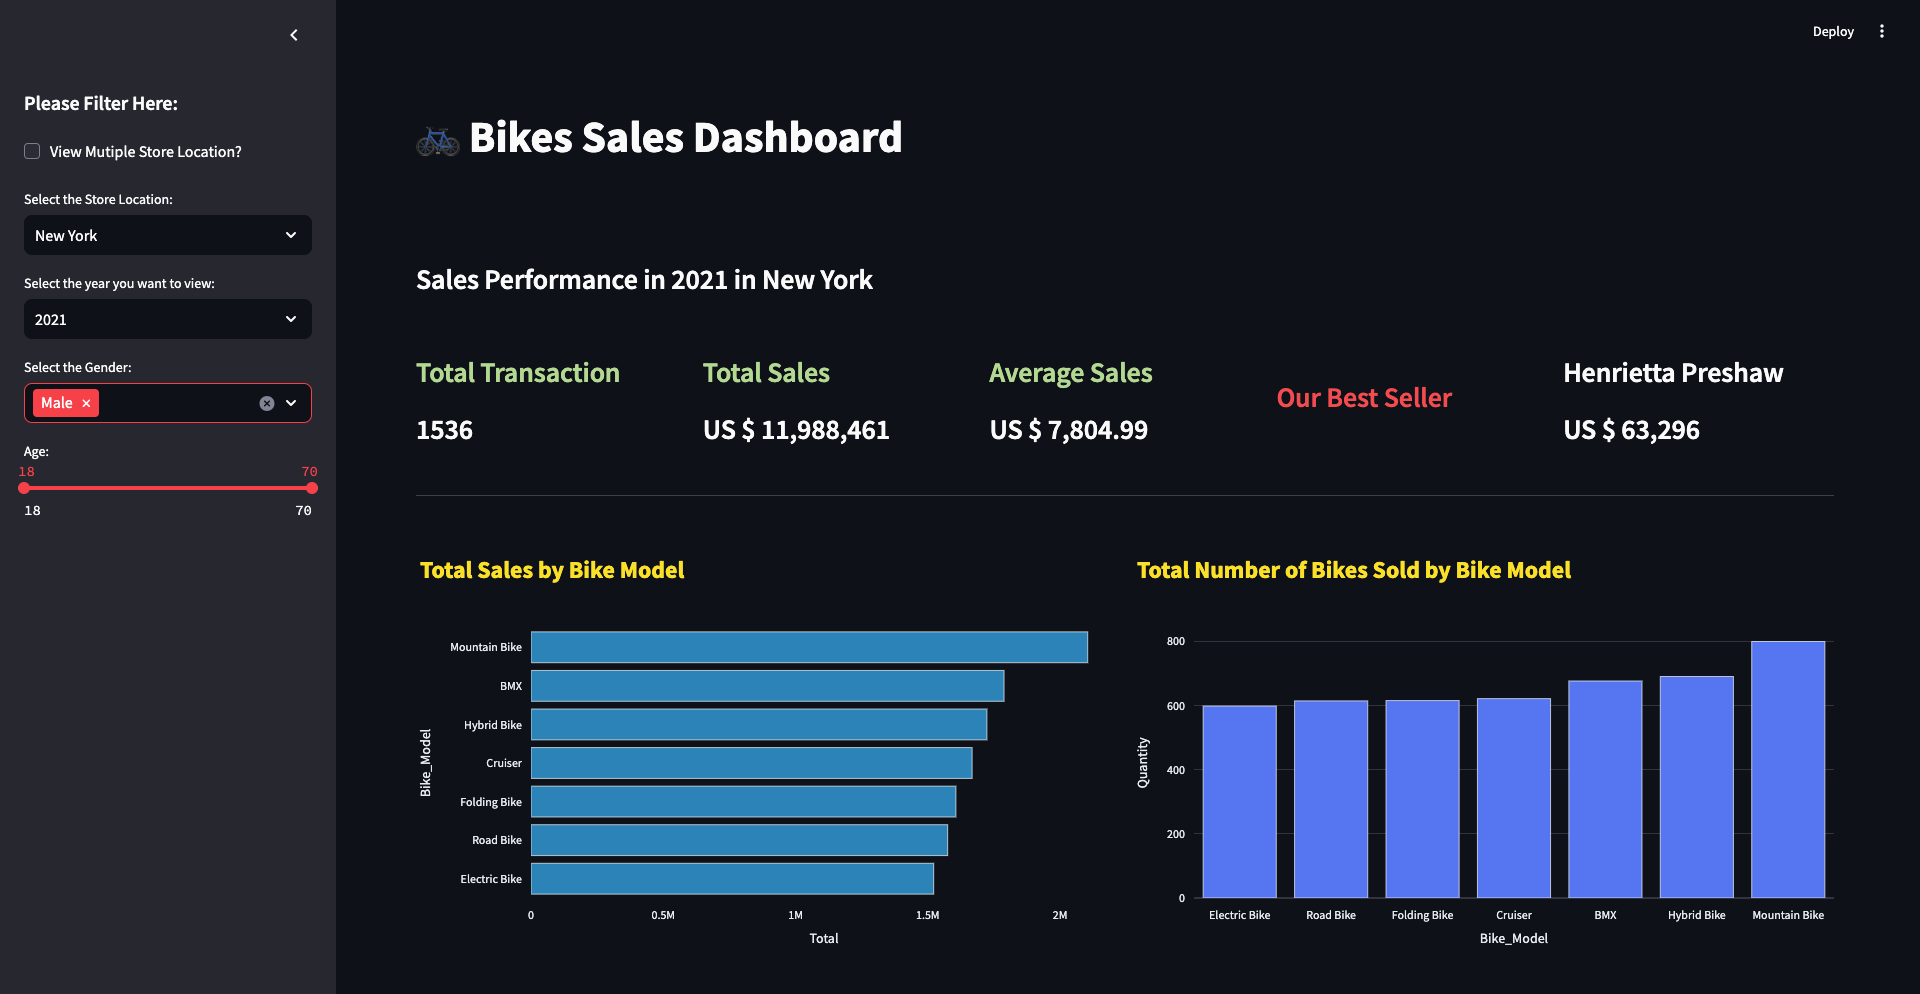 Deploy
Please Filter Here:
View Mutiple Store Location?
Select the Store Location:
New York
Select the year you want to view:
2021
Select the Gender:
Male
Age:
18 70
18 70
Bikes Sales Dashboard
Sales Performance in 2021 in New York
Total Transaction
1536
Total Sales
US $ 11,988,461
Average Sales
US $ 7,804.99
Our Best Seller
Henrietta Preshaw
US $ 63,296
Total Sales by Bike Model
Bike_Model
Mountain Bike
BMX
Hybrid Bike
Cruiser
Folding Bike
Road Bike
Electric Bike
0 0.5M 1M 1.5M 2M
Total
Total Number of Bikes Sold by Bike Model
Quantity
800
600
400
200
0
Electric Bike Road Bike Folding Bike Cruiser BMX Hybrid Bike Mountain Bike
Bike_Model